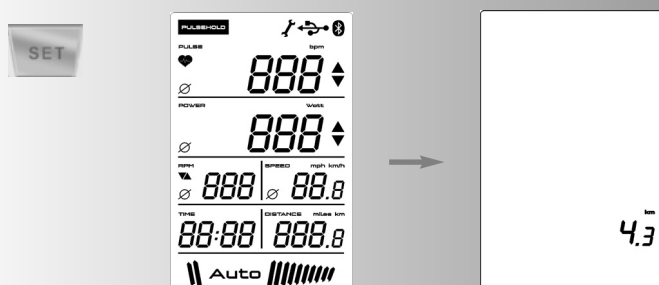 SET
PULSEHOLD
PULSE bpm
888
POWER Watt
888
RPM SPEED mph km/h
888 88.8
TIME DISTANCE miles km
88:88 888.8
Auto
km
4.3